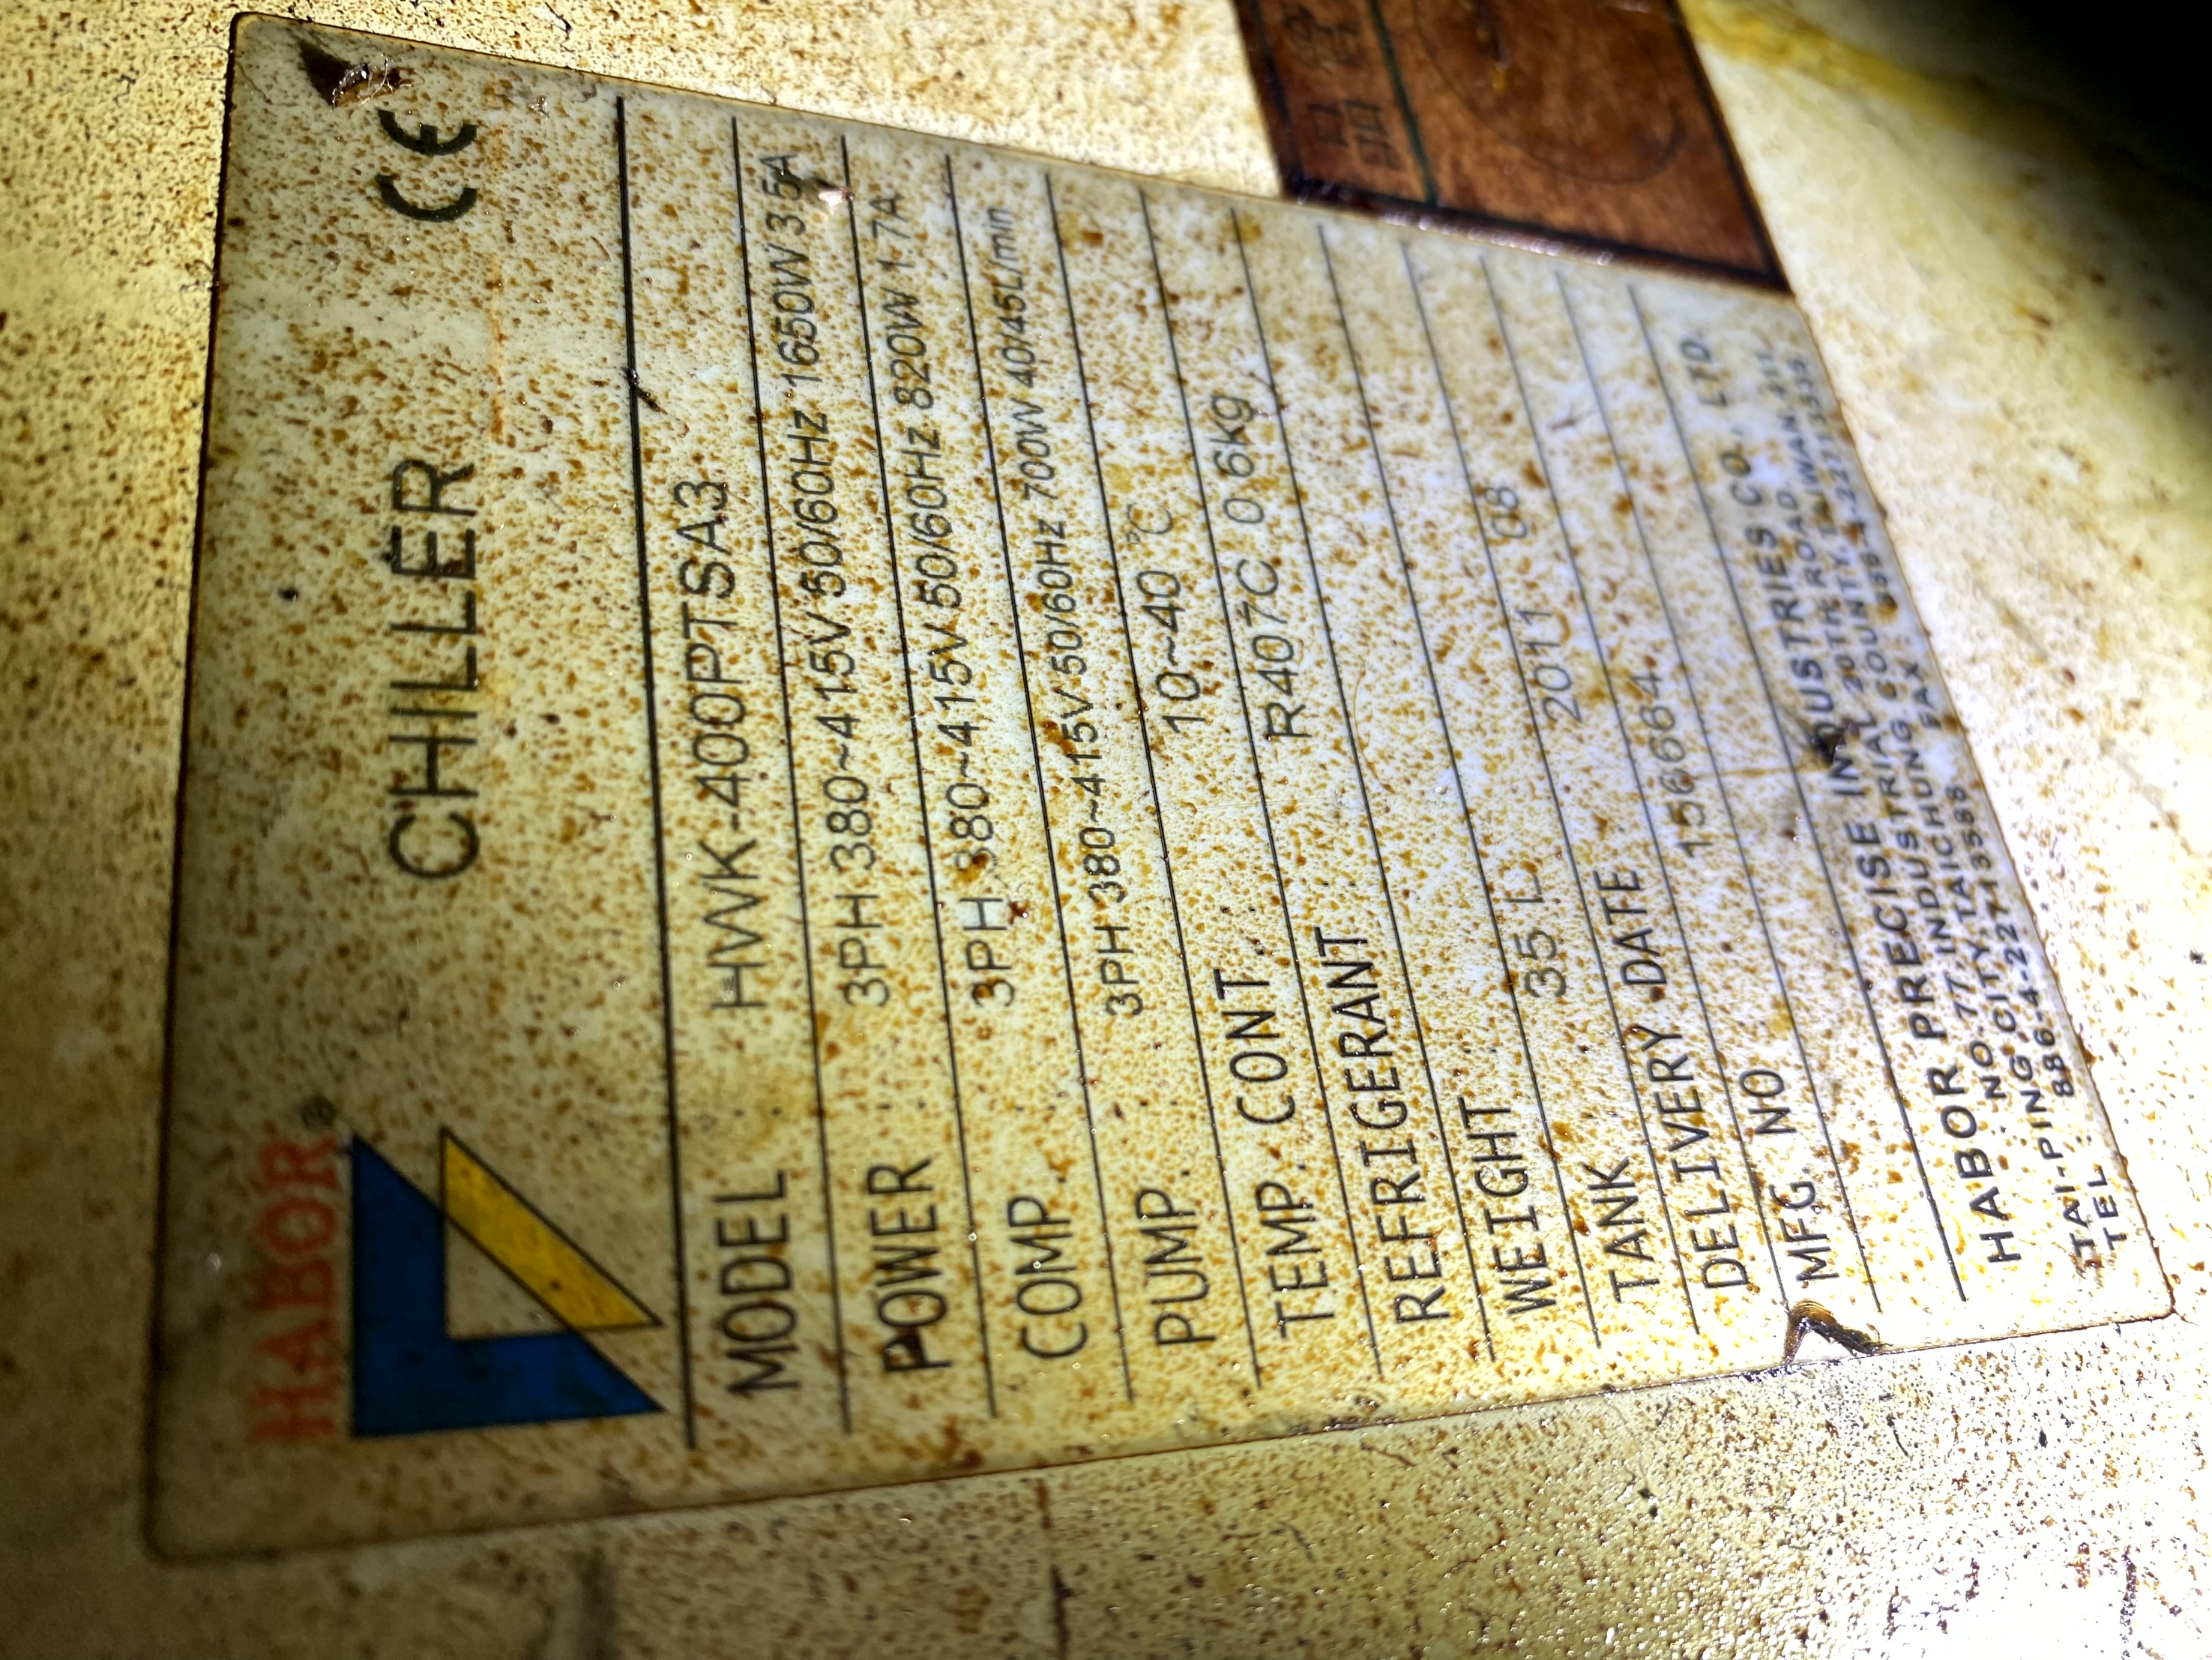 HABOR®
CHILLER CE
MODEL : HWK-400PTSA3
POWER : 3PH 380~415V 50/60Hz 1650W 3.5A
COMP. : 3PH 380~415V 50/60Hz 820W 1.7A
PUMP. : 3PH 380~415V 50/60Hz 700W 40/45L/min
TEMP. CONT. : 10~40 ℃
REFRIGERANT : R407C 0.6kg
WEIGHT :
TANK : 35 L
DELIVERY DATE 2011 08
MFG. NO 156664
HABOR PRECISE INDUSTRIES CO., LTD.
NO.77,INDUSTRIAL 20TH ROAD.
TAI-PING CITY,TAICHUNG COUNTY,TAIWAN, 411.
TEL : 886-4-22713588 FAX : 886-4-22713535
品